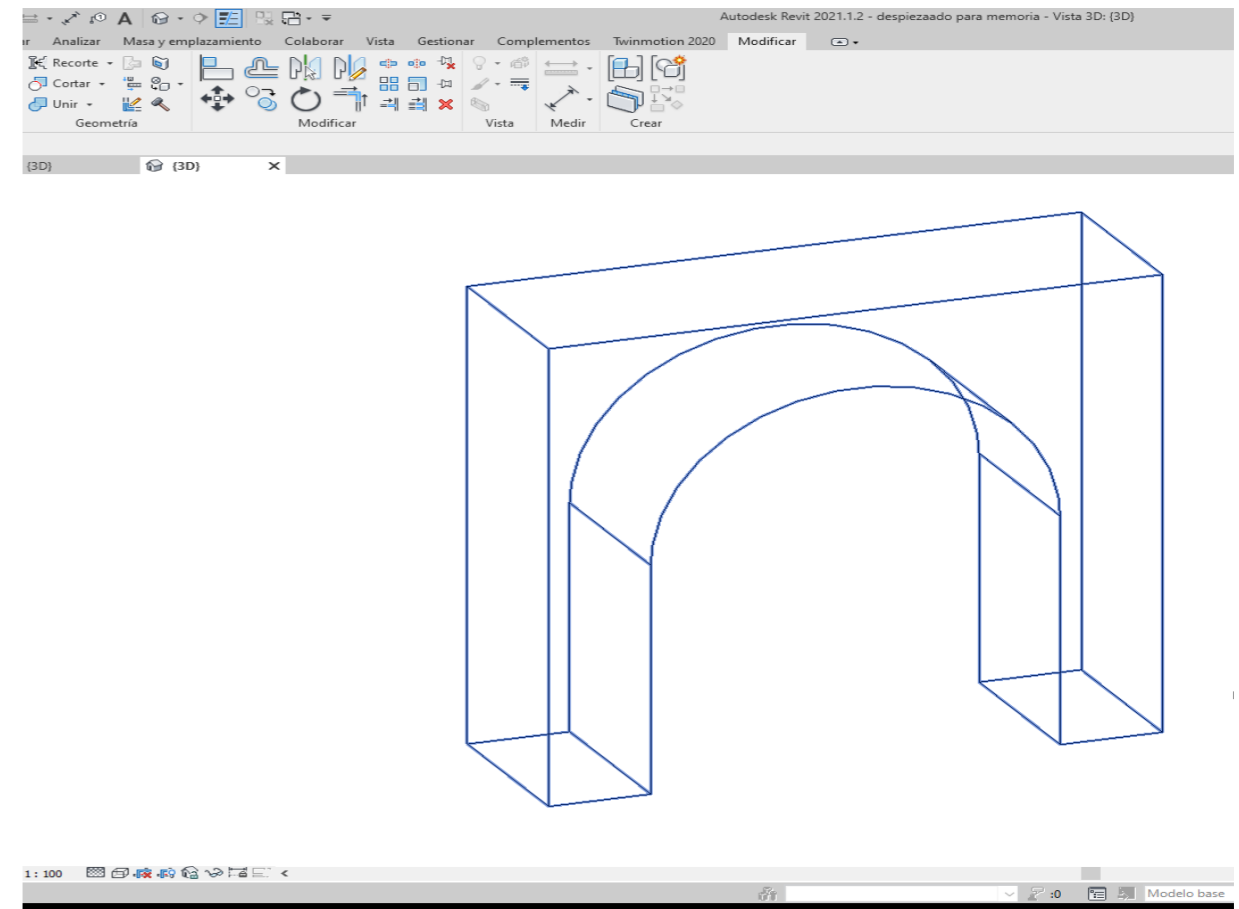 A
Autodesk Revit 2021.1.2 - despiezaado para memoria - Vista 3D: {3D}
Analizar Masa y emplazamiento Colaborar Vista Gestionar Complementos Twinmotion 2020 Modificar
Recorte
Cortar
Unir
Geometría Modificar Vista Medir Crear
{3D} {3D}
1 : 100
:0 Modelo base